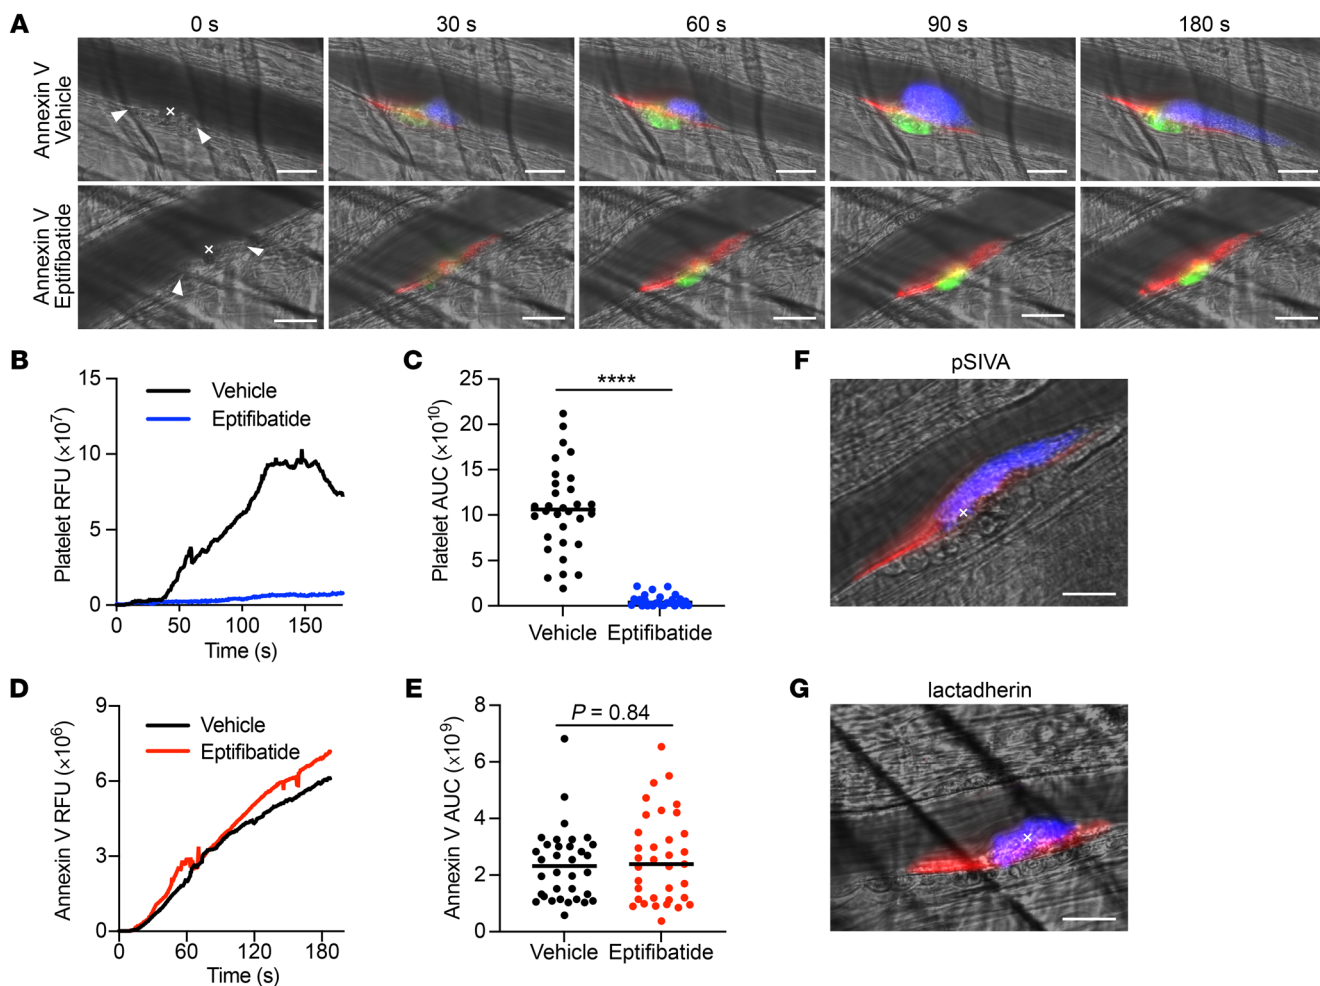 A
0 s
30 s
60 s
90 s
180 s
Annexin V
Vehicle
Annexin V
Eptifibatide
B
15
10
5
0
Platelet RFU (×10⁷)
Vehicle
Eptifibatide
0
50
100
150
Time (s)
C
25
20
15
10
5
0
Platelet AUC (×10¹⁰)
****
Vehicle
Eptifibatide
F
pSIVA
×
D
9
6
3
0
Annexin V RFU (×10⁶)
Vehicle
Eptifibatide
0
60
120
180
Time (s)
E
8
6
4
2
0
Annexin V AUC (×10⁹)
P = 0.84
Vehicle
Eptifibatide
G
lactadherin
×